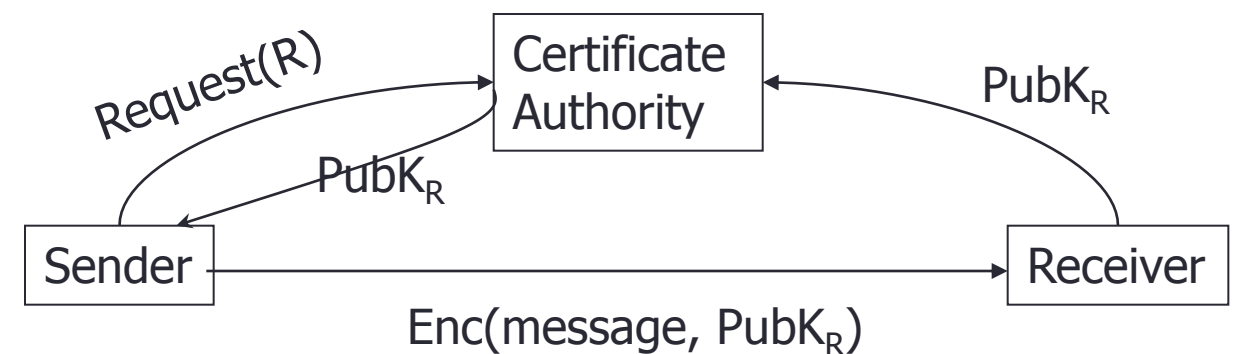 Request(R)
Certificate
Authority
PubK_R
PubK_R
Sender
Receiver
Enc(message, PubK_R)